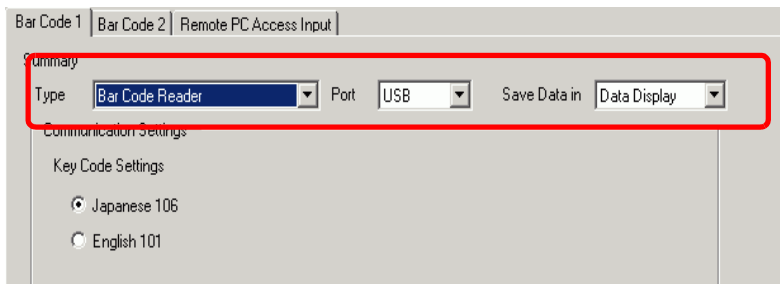 Bar Code 1 Bar Code 2 Remote PC Access Input
Summary
Type Bar Code Reader Port USB Save Data in Data Display
Communication Settings
Key Code Settings
Japanese 106
English 101